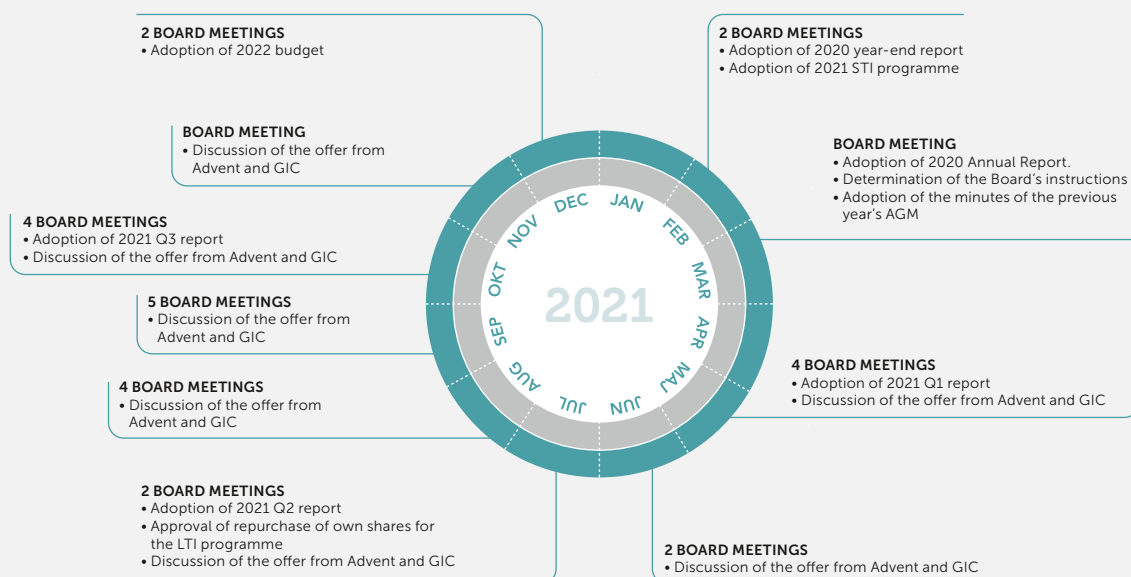 2 BOARD MEETINGS
• Adoption of 2022 budget
2 BOARD MEETINGS
• Adoption of 2020 year-end report
• Adoption of 2021 STI programme
BOARD MEETING
• Discussion of the offer from
Advent and GIC
BOARD MEETING
• Adoption of 2020 Annual Report.
• Determination of the Board's instructions
• Adoption of the minutes of the previous
year's AGM
4 BOARD MEETINGS
• Adoption of 2021 Q3 report
• Discussion of the offer from Advent and GIC
5 BOARD MEETINGS
• Discussion of the offer from
Advent and GIC
4 BOARD MEETINGS
• Discussion of the offer from
Advent and GIC
4 BOARD MEETINGS
• Adoption of 2021 Q1 report
• Discussion of the offer from Advent and GIC
2 BOARD MEETINGS
• Adoption of 2021 Q2 report
• Approval of repurchase of own shares for
the LTI programme
• Discussion of the offer from Advent and GIC
2 BOARD MEETINGS
• Discussion of the offer from Advent and GIC
JAN
FEB
MAR
APR
MAJ
JUN
JUL
AUG
SEP
OKT
NOV
DEC
2021